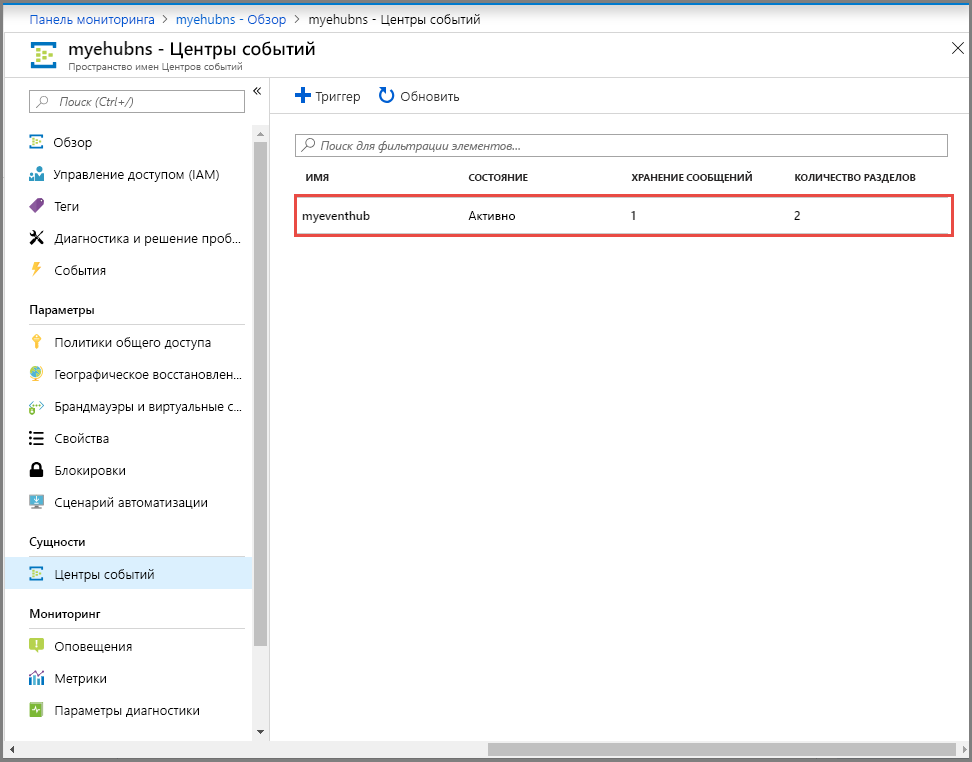 Панель мониторинга > myehubns - Обзор > myehubns - Центры событий
myehubns - Центры событий
Пространство имен Центров событий
Поиск (Ctrl+/)
«
Триггер
Обновить
Поиск для фильтрации элементов...
ИМЯ СОСТОЯНИЕ ХРАНЕНИЕ СООБЩЕНИЙ КОЛИЧЕСТВО РАЗДЕЛОВ
myeventhub Активно 1 2
Обзор
Управление доступом (IAM)
Теги
Диагностика и решение проб...
События
Параметры
Политики общего доступа
Географическое восстановлен...
Брандмауэры и виртуальные с...
Свойства
Блокировки
Сценарий автоматизации
Сущности
Центры событий
Мониторинг
Оповещения
Метрики
Параметры диагностики